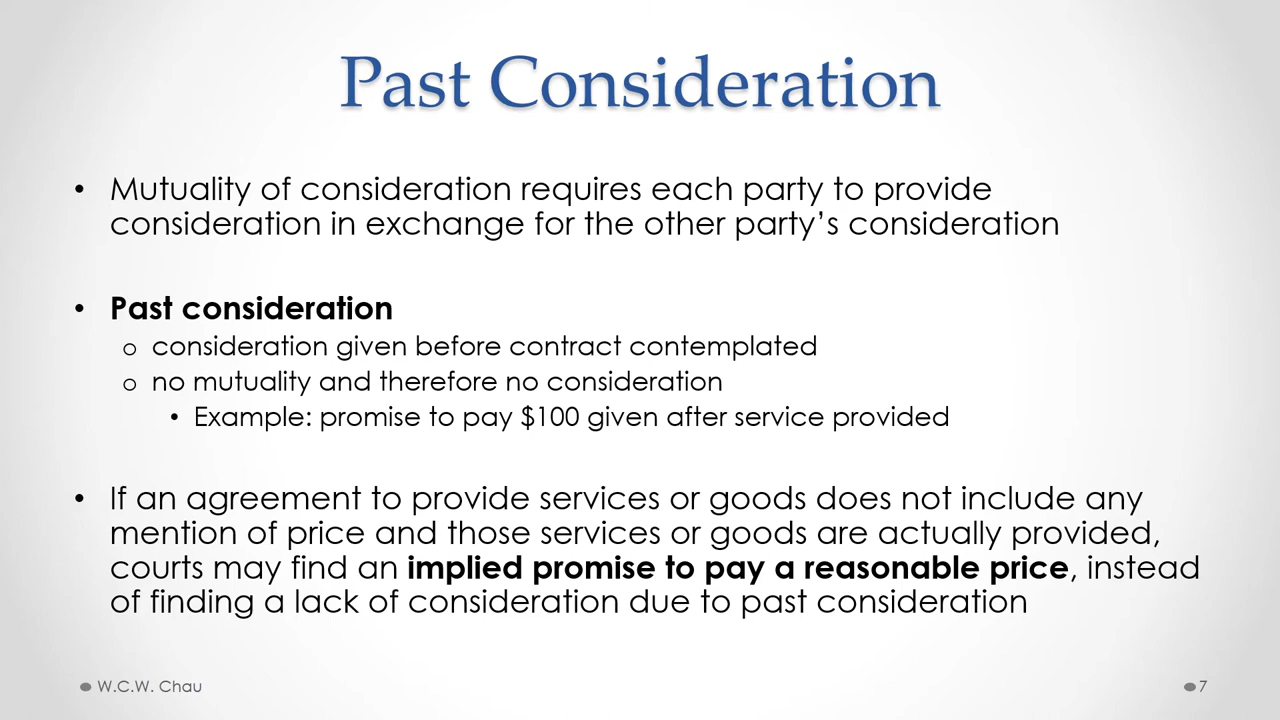 Past Consideration
• Mutuality of consideration requires each party to provide
consideration in exchange for the other party’s consideration
• Past consideration
o consideration given before contract contemplated
o no mutuality and therefore no consideration
• Example: promise to pay $100 given after service provided
• If an agreement to provide services or goods does not include any
mention of price and those services or goods are actually provided,
courts may find an implied promise to pay a reasonable price, instead
of finding a lack of consideration due to past consideration
W.C.W. Chau
7